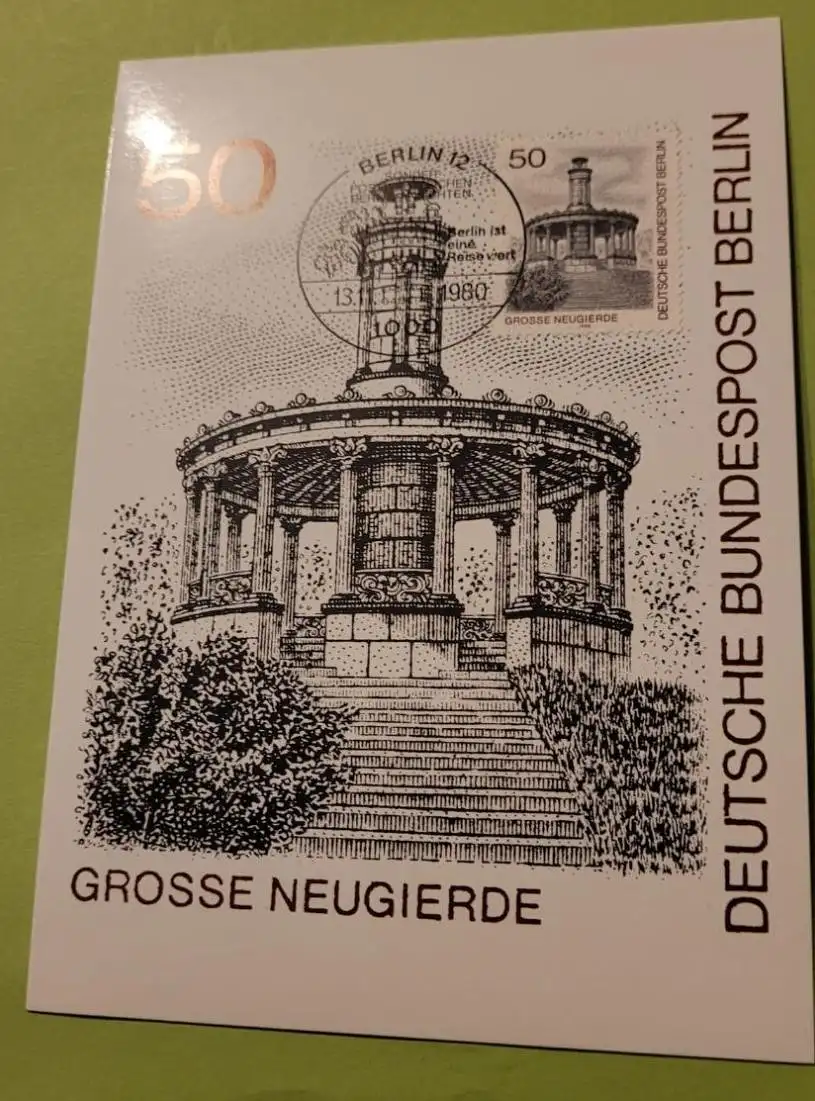 50
BERLIN 12
Berlin ist
eine
Reise wert
1980
1000
50
DEUTSCHE BUNDESPOST BERLIN
GROSSE NEUGIERDE
DEUTSCHE BUNDESPOST BERLIN
GROSSE NEUGIERDE